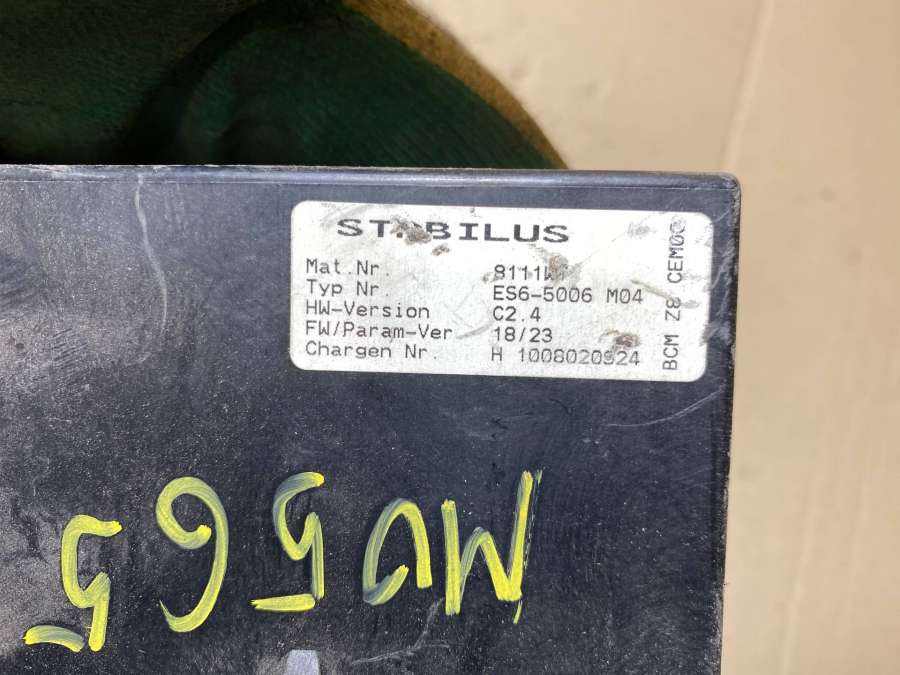 STABILUS
Mat.Nr.
Typ Nr. ES6-5006 M04
HW-Version C2.4
FW/Param-Ver 18/23
Chargen Nr. H 1008020924
BCM Z8